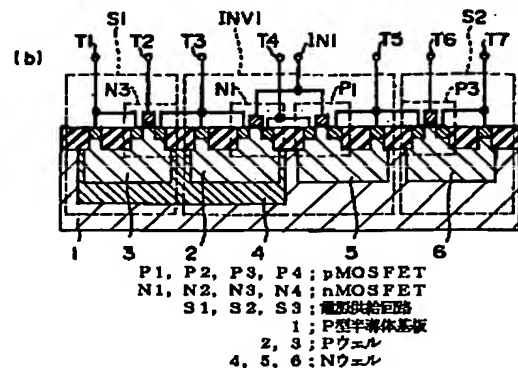 S1 INV1 S2
T1 T2 T3 T4 IN1 T5 T6 T7
(b)
N3 N1 P1 P3
1 3 2 4 5 6
P1, P2, P3, P4 ; pMOSFET
N1, N2, N3, N4 ; nMOSFET
S1, S2, S3 ; 電源供給回路
1 ; P型半導体基板
2, 3 ; Pウェル
4, 5, 6 ; Nウェル